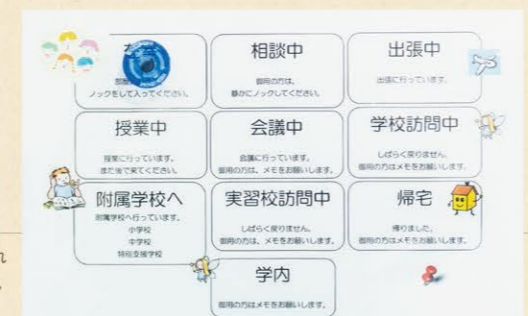 ノックをして入ってください。
相談中
御用の方は、
静かにノックしてください。
出張中
出張に行っています。
授業中
授業に行っています。
また後で来てください。
会議中
会議に行っています。
御用の方は、メモをお願いします。
学校訪問中
しばらく戻りません。
御用の方はメモをお願いします。
附属学校へ
附属学校へ行っています。
小学校
中学校
特別支援学校
実習校訪問中
しばらく戻りません。
御用の方は、メモをお願いします。
帰宅
帰りました。
御用の方はメモをお願いします。
学内
御用の方はメモをお願いします。
れ